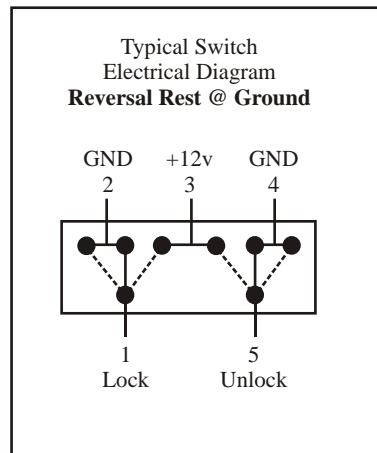 Typical Switch
Electrical Diagram
Reversal Rest @ Ground
GND +12v GND
2 3 4
1 5
Lock Unlock